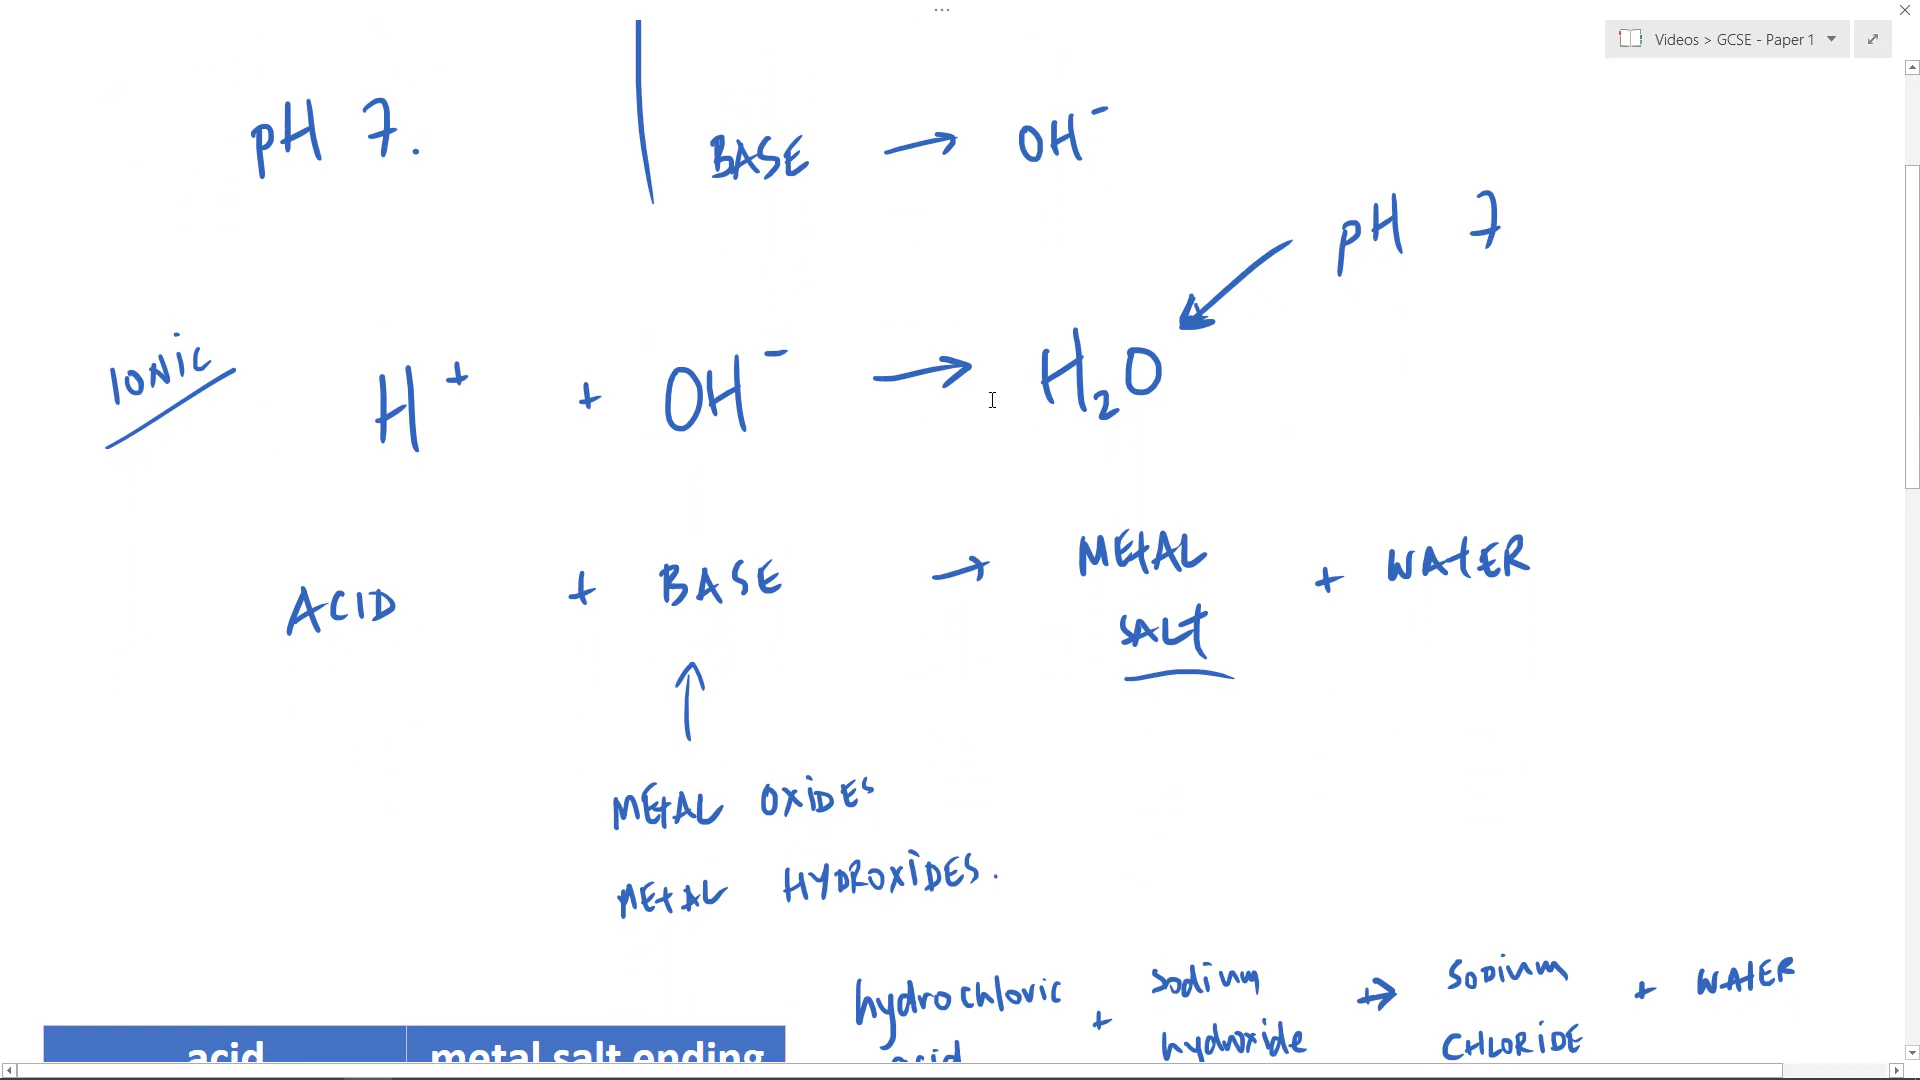 Videos > GCSE - Paper 1
pH 7.
BASE → OH⁻
pH 7
IONIC
H⁺ + OH⁻ → H₂O
ACID + BASE → METAL SALT + WATER
METAL OXIDES
METAL HYDROXIDES.
hydrochloric acid + sodium hydroxide → SODIUM CHLORIDE + WATER
acid metal salt ending